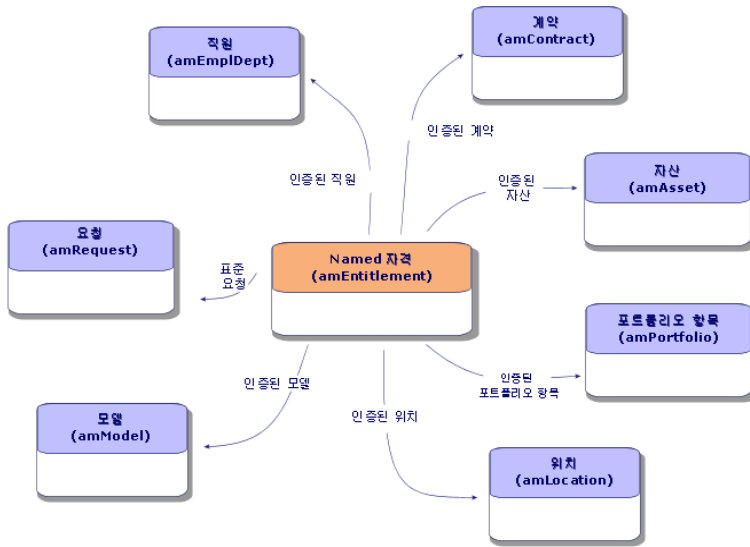 직원
(amEmplDept)
계약
(amContract)
인증된 계약
인증된 직원
인증된
자산
자산
(amAsset)
요청
(amRequest)
표준
요청
Named 자격
(amEntitlement)
포트폴리오 항목
(amPortfolio)
인증된
포트폴리오 항목
인증된 모델
인증된 위치
모델
(amModel)
위치
(amLocation)